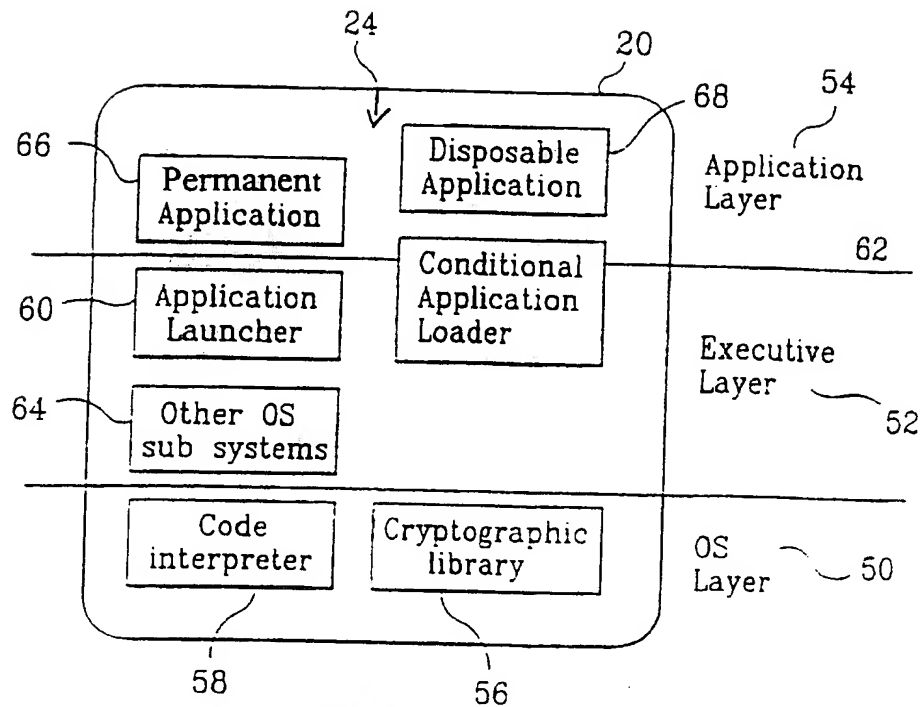 24
20
68
54
66
Permanent
Application
Disposable
Application
Application
Layer
62
60
Application
Launcher
Conditional
Application
Loader
Executive
Layer
52
64
Other OS
sub systems
Code
interpreter
Cryptographic
library
OS
Layer
50
58
56